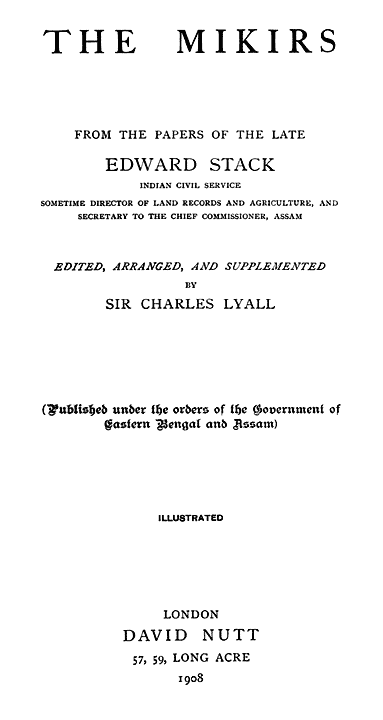 THE MIKIRS
FROM THE PAPERS OF THE LATE
EDWARD STACK
INDIAN CIVIL SERVICE
SOMETIME DIRECTOR OF LAND RECORDS AND AGRICULTURE, AND
SECRETARY TO THE CHIEF COMMISSIONER, ASSAM
EDITED, ARRANGED, AND SUPPLEMENTED
BY
SIR CHARLES LYALL
(Published under the orders of the Government of
Eastern Bengal and Assam)
ILLUSTRATED
LONDON
DAVID NUTT
57, 59, LONG ACRE
1908